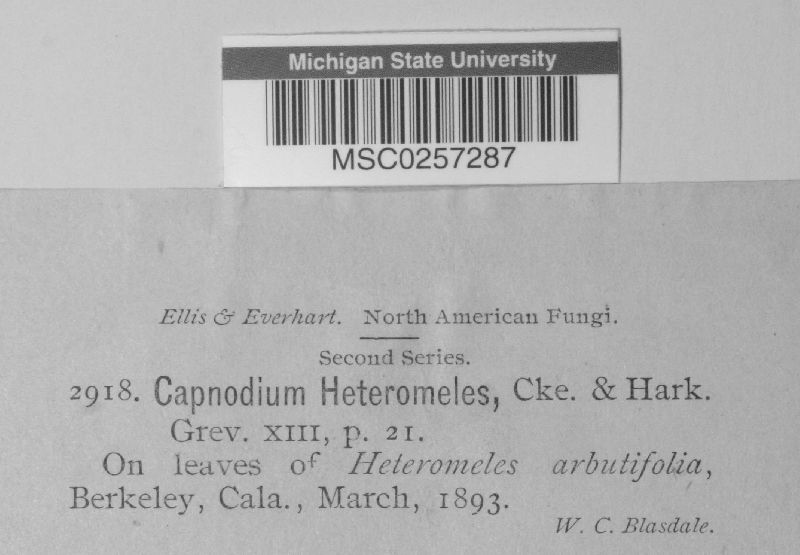 Michigan State University
MSC0257287
Ellis & Everhart. North American Fungi.
Second Series.
2918. Capnodium Heteromeles, Cke. & Hark.
Grev. XIII, p. 21.
On leaves of Heteromeles arbutifolia,
Berkeley, Cala., March, 1893.
W. C. Blasdale.